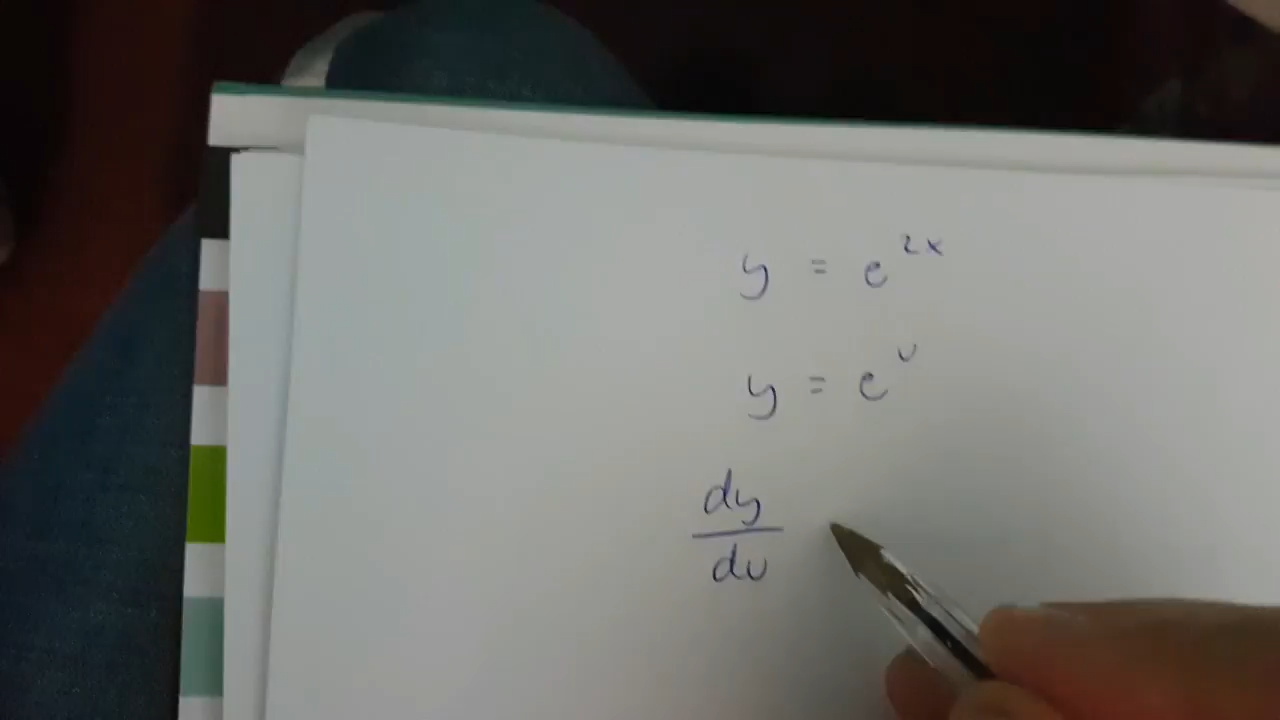 y = e^{2x}
y = e^{u}
dy/du